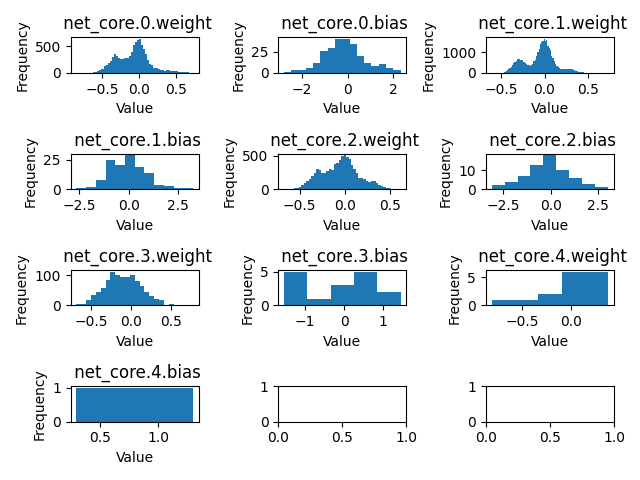 net_core.0.weight
Frequency
500
0
−0.5 0.0 0.5
Value
net_core.0.bias
Frequency
25
0
−2 0 2
Value
net_core.1.weight
Frequency
1000
0
−0.5 0.0 0.5
Value
net_core.1.bias
Frequency
25
0
−2.5 0.0 2.5
Value
net_core.2.weight
Frequency
500
0
−0.5 0.0 0.5
Value
net_core.2.bias
Frequency
10
0
−2.5 0.0 2.5
Value
net_core.3.weight
Frequency
100
0
−0.5 0.0 0.5
Value
net_core.3.bias
Frequency
5
0
−1 0 1
Value
net_core.4.weight
Frequency
5
0
−0.5 0.0
Value
net_core.4.bias
Frequency
1
0
0.5 1.0
Value
1
0
0.0 0.5 1.0
1
0
0.0 0.5 1.0